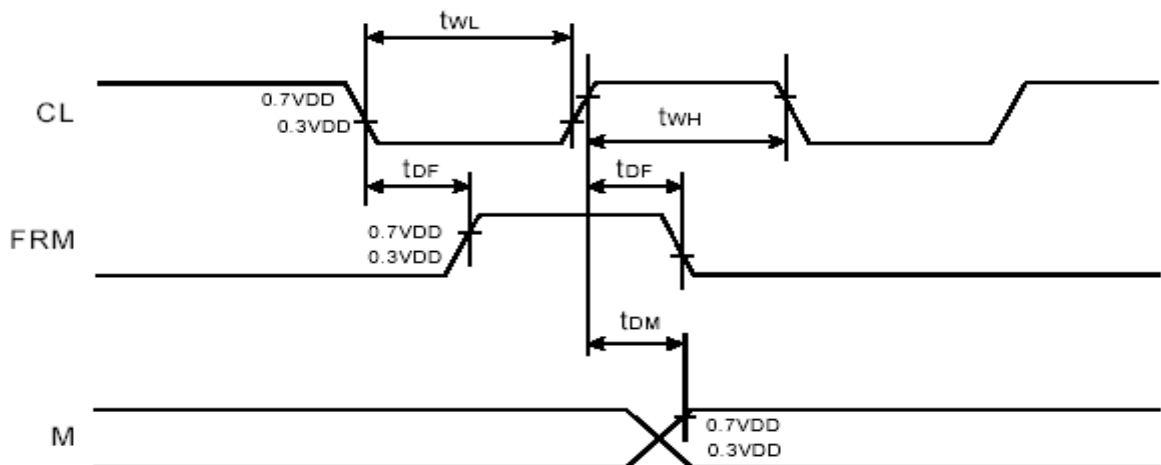 tWL
CL
0.7VDD
0.3VDD
tWH
tDF
tDF
FRM
0.7VDD
0.3VDD
tDM
M
0.7VDD
0.3VDD